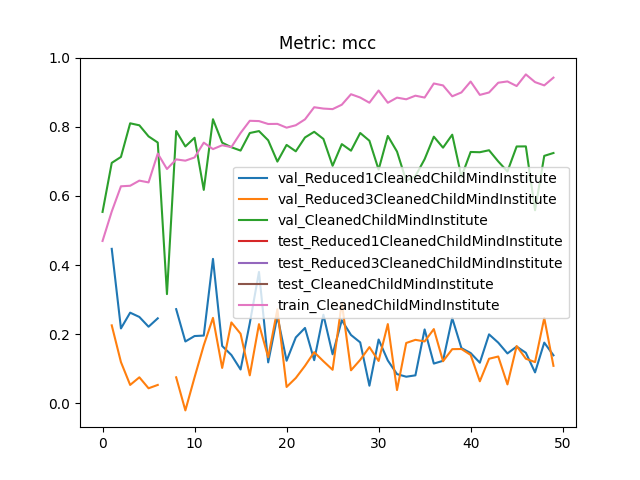 Metric: mcc
1.0
0.8
0.6
0.4
0.2
0.0
val_Reduced1CleanedChildMindInstitute
val_Reduced3CleanedChildMindInstitute
val_CleanedChildMindInstitute
test_Reduced1CleanedChildMindInstitute
test_Reduced3CleanedChildMindInstitute
test_CleanedChildMindInstitute
train_CleanedChildMindInstitute
0 10 20 30 40 50